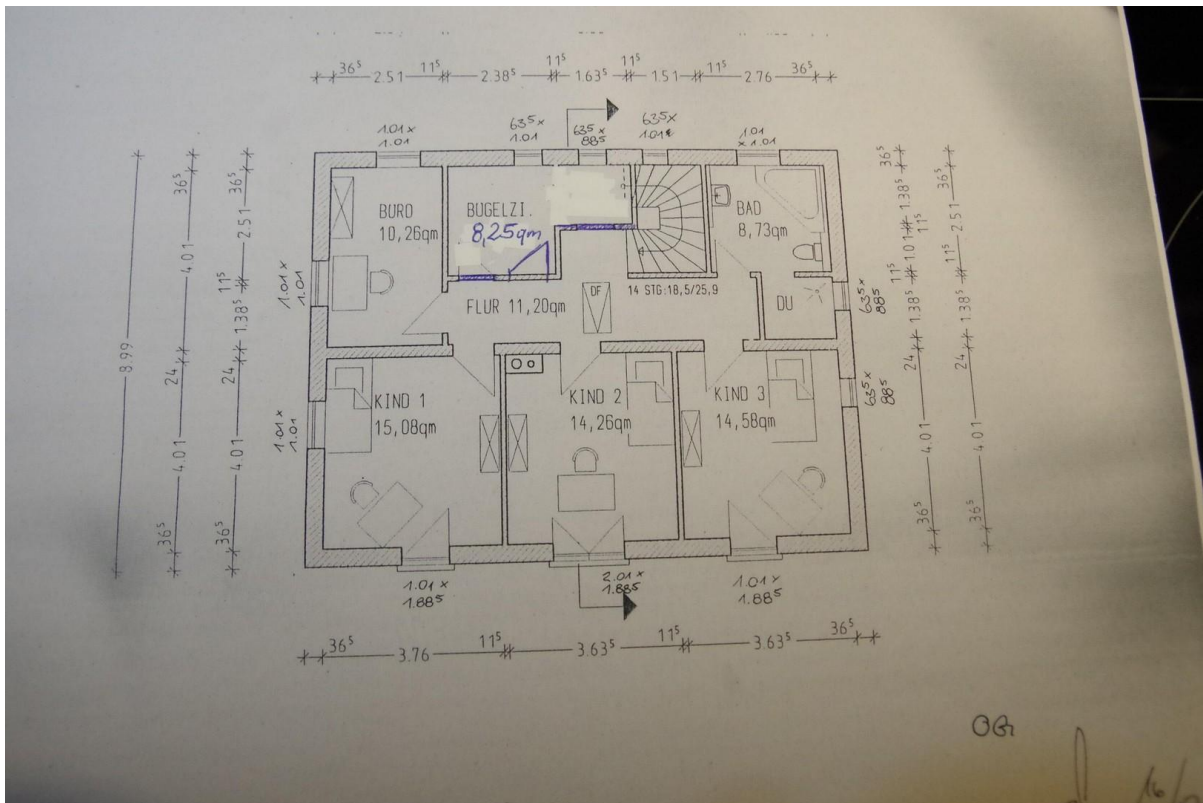 36⁵ 2.51 11⁵ 2.38⁵ 11⁵ 1.63⁵ 11⁵ 1.51 2.76 36⁵
1.01 x
1.01
63⁵ x
1.01
63⁵ x
88⁵
63⁵ x
1.01
1.01
x 1.01
BÜRO
10,26qm
BÜGELZI.
8,25qm
BAD
8,73qm
DU
FLUR 11,20qm
DF
14 STG:18,5/25,9
KIND 1
15,08qm
KIND 2
14,26qm
KIND 3
14,58qm
1.01 x
1.01
1.01 x
1.01
63⁵ x
88⁵
63⁵ x
88⁵
8.99
36⁵ 4.01 24 4.01 36⁵
36⁵ 4.01 24 1.38⁵ 11⁵ 2.51 36⁵
36⁵ 4.01 24 1.38⁵ 11⁵ 1.01 11⁵ 1.38⁵ 36⁵
36⁵ 4.01 24 1.38⁵ 11⁵ 2.51 36⁵
1.01 x
1.88⁵
2.01 x
1.88⁵
1.01 x
1.88⁵
36⁵ 3.76 11⁵ 3.63⁵ 11⁵ 3.63⁵ 36⁵
OG